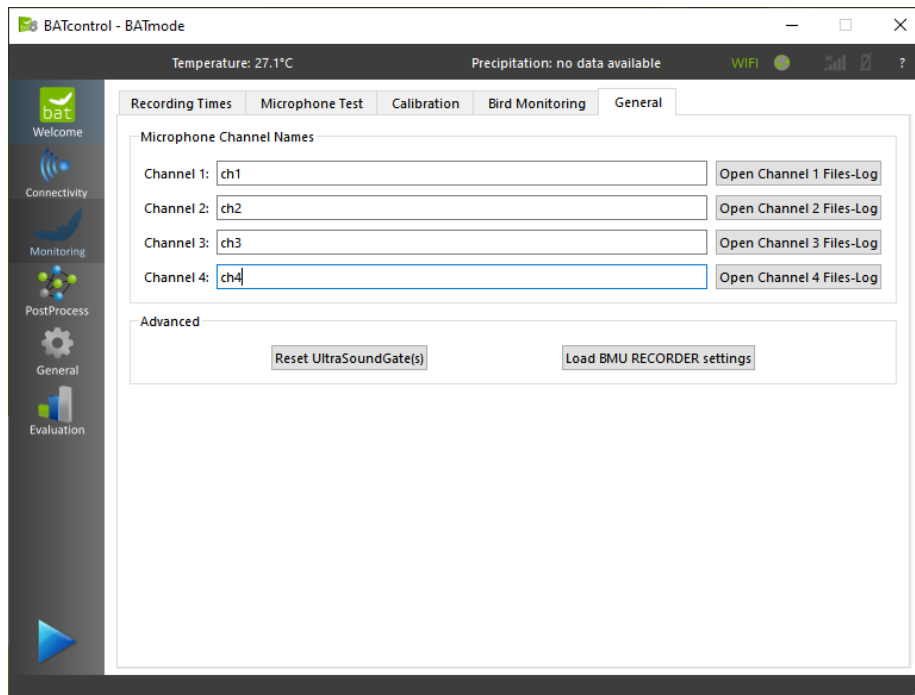 BATcontrol - BATmode
Temperature: 27.1°C Precipitation: no data available WIFI ?
bat
Welcome
Connectivity
Monitoring
PostProcess
General
Evaluation
Recording Times Microphone Test Calibration Bird Monitoring General
Microphone Channel Names
Channel 1: ch1 Open Channel 1 Files-Log
Channel 2: ch2 Open Channel 2 Files-Log
Channel 3: ch3 Open Channel 3 Files-Log
Channel 4: ch4 Open Channel 4 Files-Log
Advanced
Reset UltraSoundGate(s) Load BMU RECORDER settings